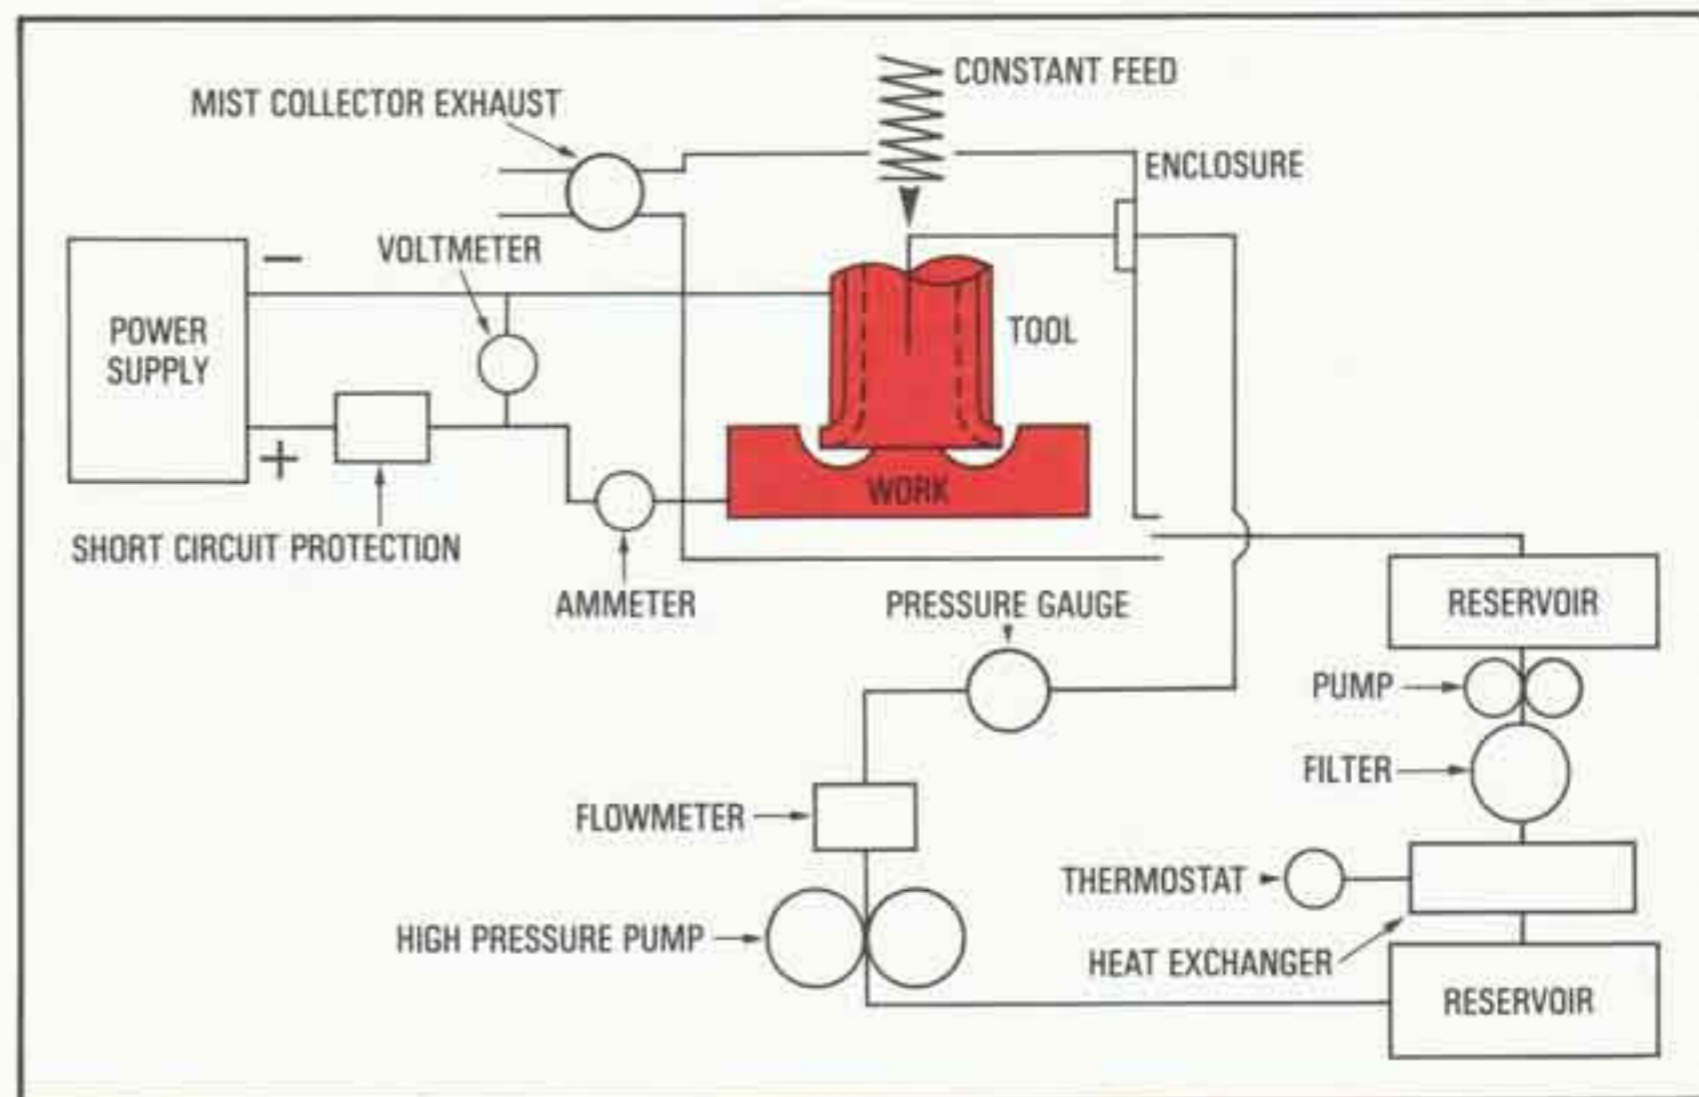 CONSTANT FEED
MIST COLLECTOR EXHAUST
ENCLOSURE
VOLTMETER
−
POWER
SUPPLY
TOOL
+
WORK
SHORT CIRCUIT PROTECTION
AMMETER
PRESSURE GAUGE
RESERVOIR
PUMP
FILTER
FLOWMETER
THERMOSTAT
HIGH PRESSURE PUMP
HEAT EXCHANGER
RESERVOIR